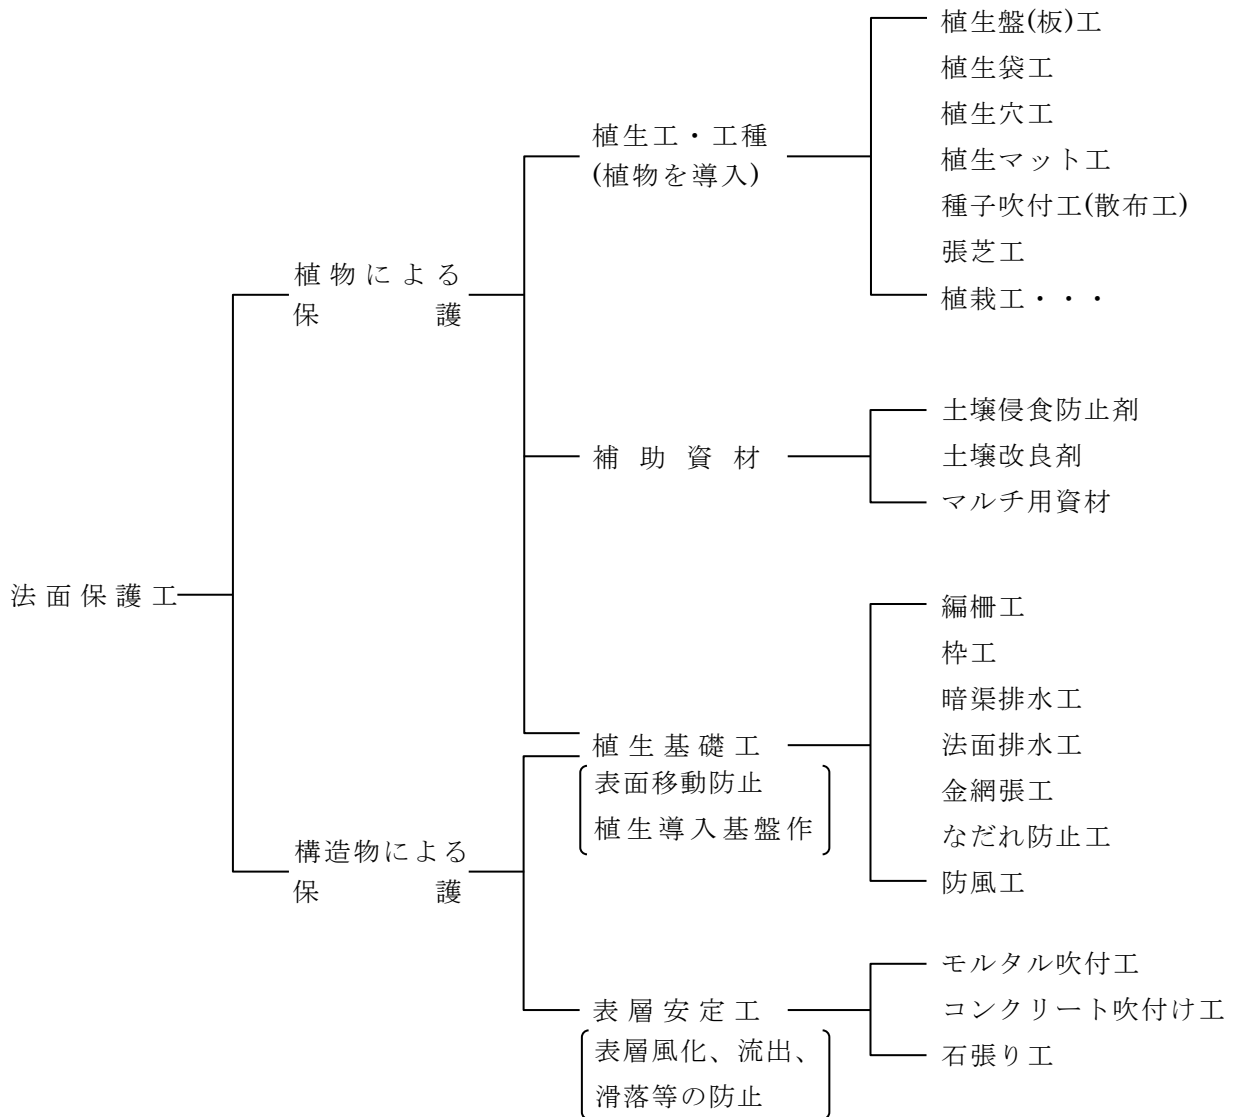 法面保護工
植物による
保護
植生工・工種
(植物を導入)
植生盤(板)工
植生袋工
植生穴工
植生マット工
種子吹付工(散布工)
張芝工
植栽工・・・
補助資材
土壌侵食防止剤
土壌改良剤
マルチ用資材
植生基礎工
表面移動防止
植生導入基盤作
編柵工
枠工
暗渠排水工
法面排水工
金網張工
なだれ防止工
防風工
構造物による
保護
表層安定工
表層風化、流出、
滑落等の防止
モルタル吹付工
コンクリート吹付け工
石張り工